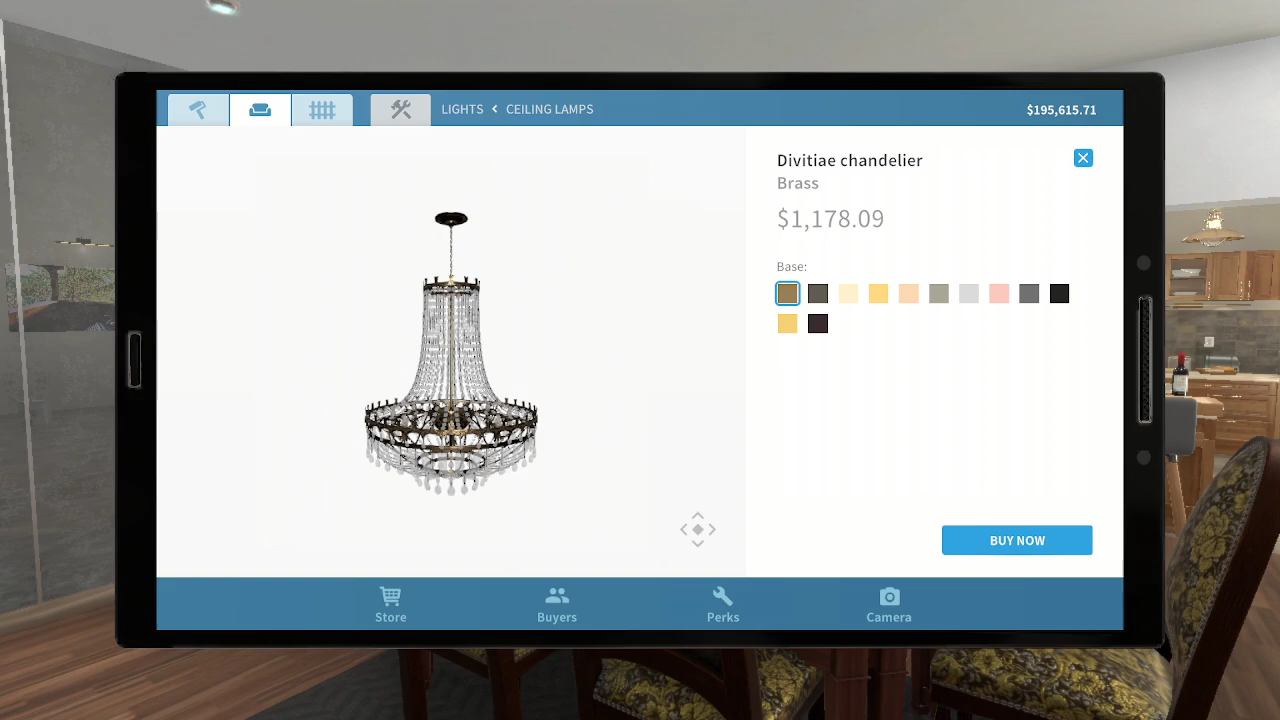 LIGHTS < CEILING LAMPS
$195,615.71
Divitiae chandelier
Brass
$1,178.09
Base:
BUY NOW
Store
Buyers
Perks
Camera